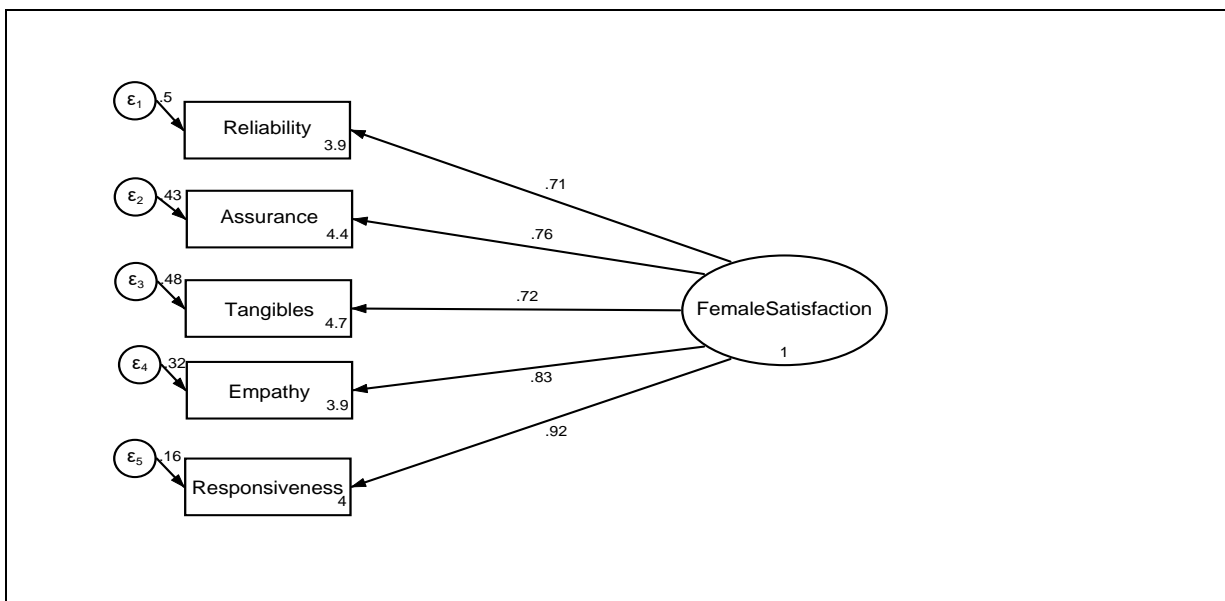 ε1 .5
Reliability
3.9
.71
ε2 .43
Assurance
4.4
.76
ε3 .48
Tangibles
4.7
.72
FemaleSatisfaction
1
ε4 .32
Empathy
3.9
.83
ε5 .16
Responsiveness
4
.92